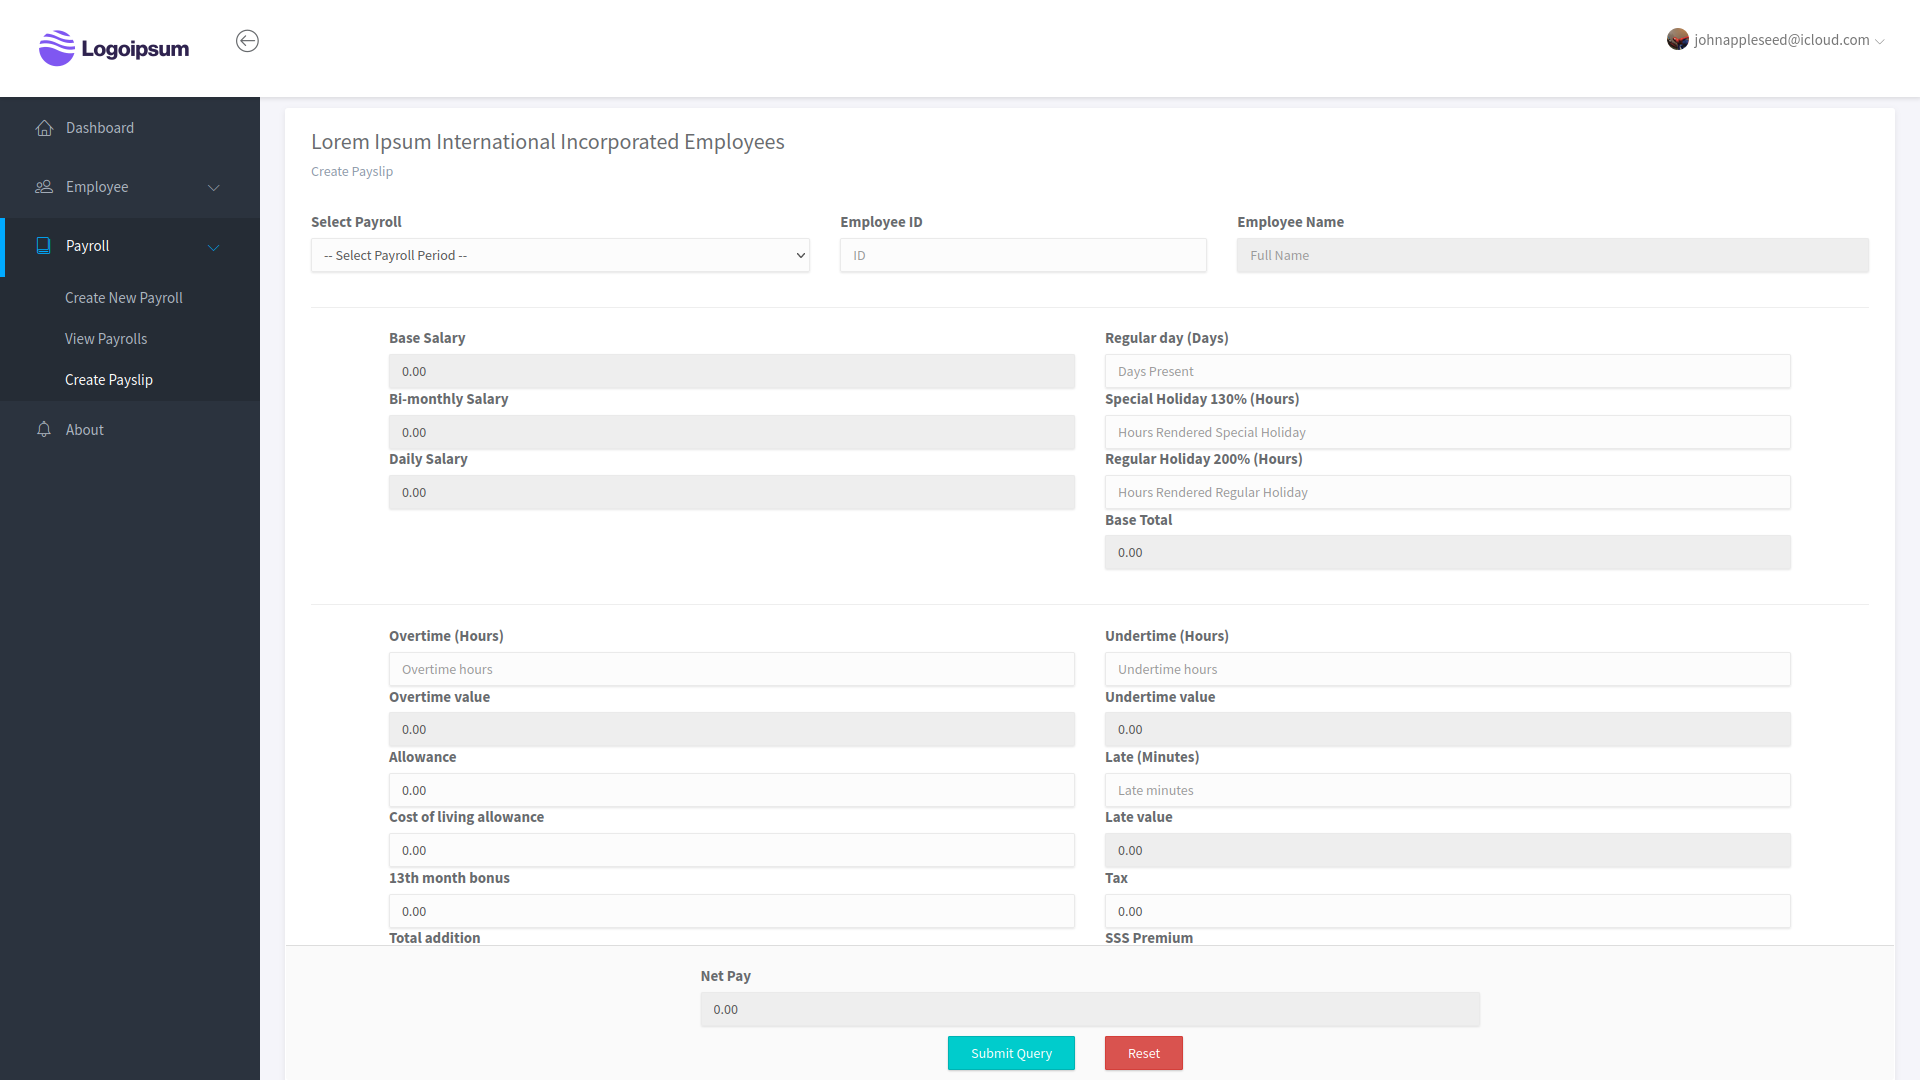 Logoipsum
johnappleseed@icloud.com
Dashboard
Employee
Payroll
Create New Payroll
View Payrolls
Create Payslip
About
Lorem Ipsum International Incorporated Employees
Create Payslip
Select Payroll
-- Select Payroll Period --
Employee ID
ID
Employee Name
Full Name
Base Salary
0.00
Bi-monthly Salary
0.00
Daily Salary
0.00
Regular day (Days)
Days Present
Special Holiday 130% (Hours)
Hours Rendered Special Holiday
Regular Holiday 200% (Hours)
Hours Rendered Regular Holiday
Base Total
0.00
Overtime (Hours)
Overtime hours
Overtime value
0.00
Allowance
0.00
Cost of living allowance
0.00
13th month bonus
0.00
Total addition
Undertime (Hours)
Undertime hours
Undertime value
0.00
Late (Minutes)
Late minutes
Late value
0.00
Tax
0.00
SSS Premium
Net Pay
0.00
Submit Query
Reset